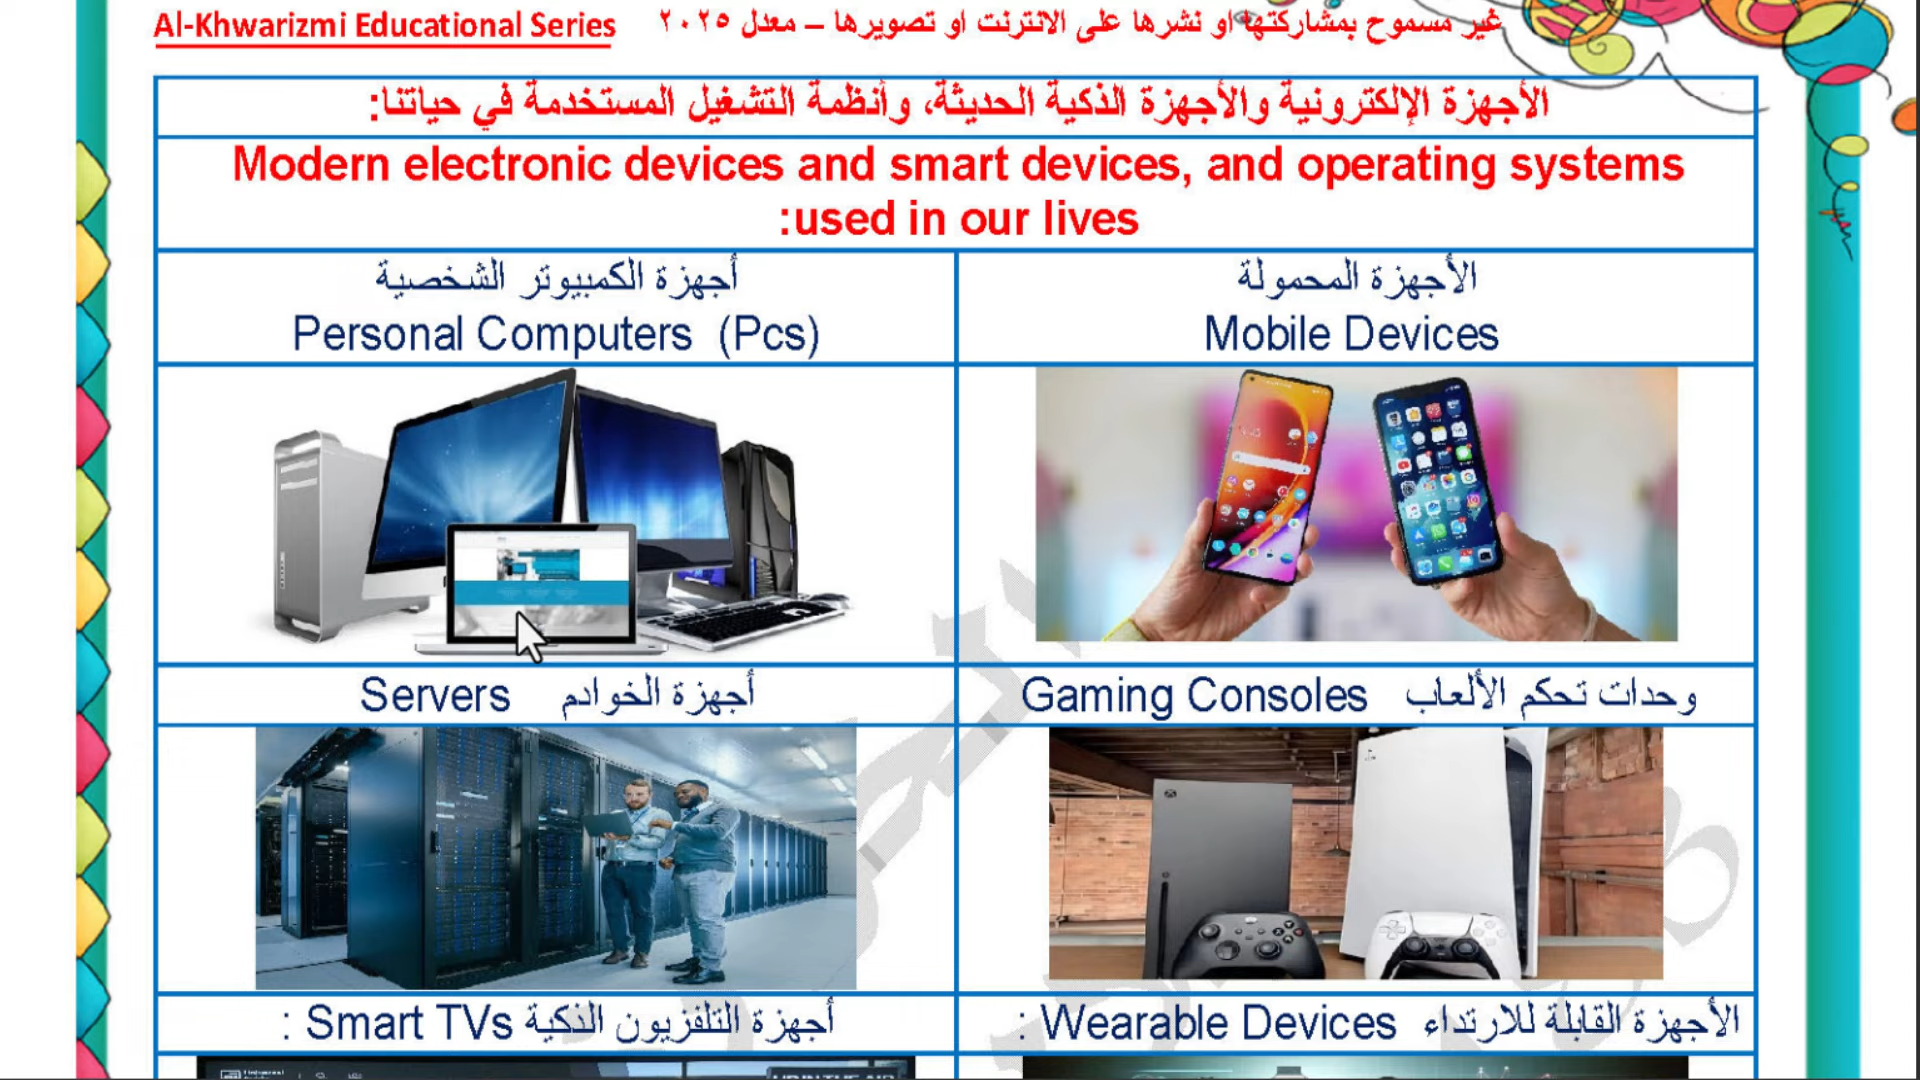 Al-Khwarizmi Educational Series غير مسموح بمشاركتها او نشرها على الانترنت او تصويرها – معدل ٢٠٢٥
الأجهزة الإلكترونية والأجهزة الذكية الحديثة، وأنظمة التشغيل المستخدمة في حياتنا:
Modern electronic devices and smart devices, and operating systems
:used in our lives
أجهزة الكمبيوتر الشخصية
Personal Computers (Pcs)
الأجهزة المحمولة
Mobile Devices
أجهزة الخوادم Servers
وحدات تحكم الألعاب Gaming Consoles
أجهزة التلفزيون الذكية Smart TVs :
الأجهزة القابلة للارتداء Wearable Devices :